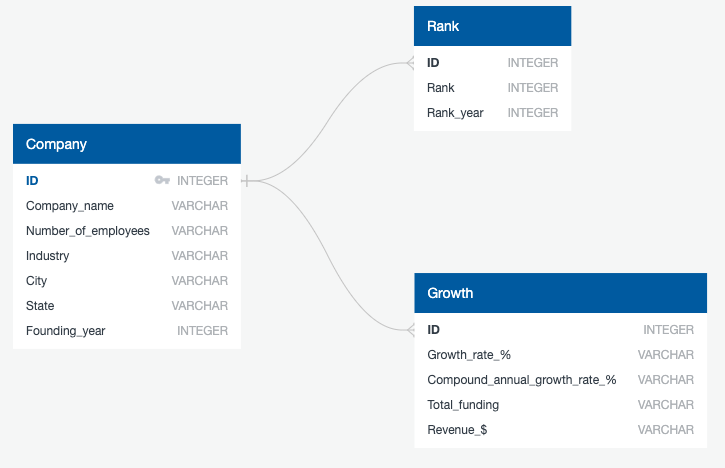 Rank
ID INTEGER
Rank INTEGER
Rank_year INTEGER
Company
ID INTEGER
Company_name VARCHAR
Number_of_employees VARCHAR
Industry VARCHAR
City VARCHAR
State VARCHAR
Founding_year INTEGER
Growth
ID INTEGER
Growth_rate_% VARCHAR
Compound_annual_growth_rate_% VARCHAR
Total_funding VARCHAR
Revenue_$ VARCHAR